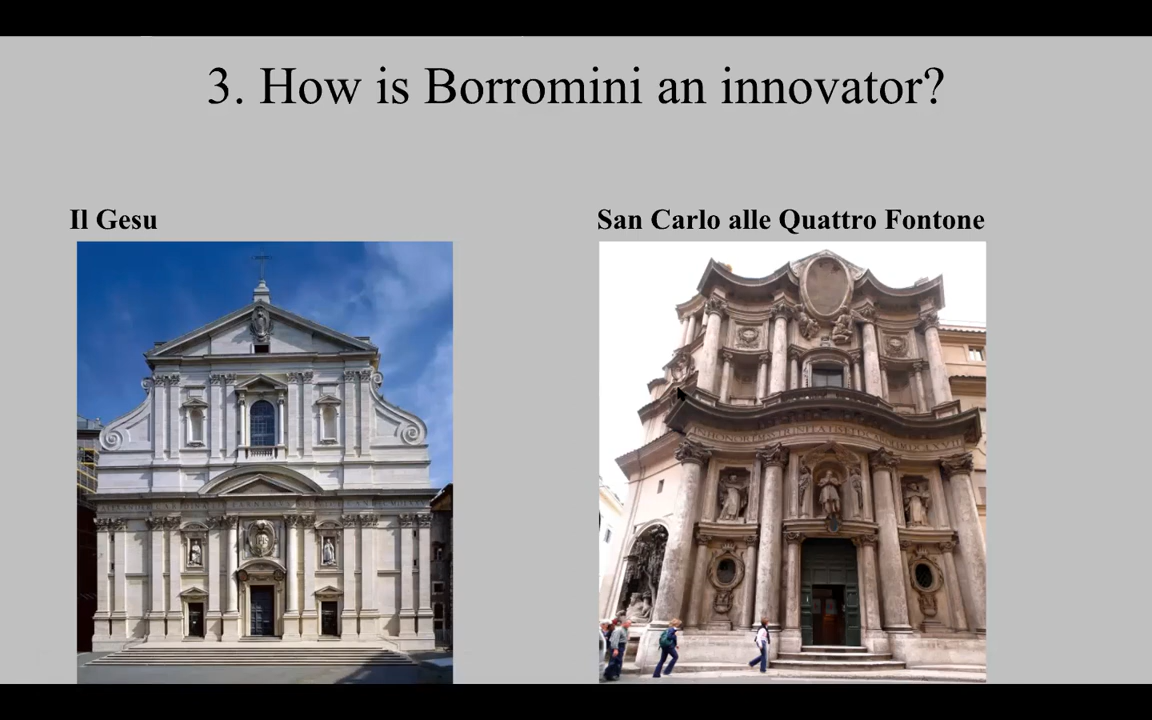 3. How is Borromini an innovator?
Il Gesu
San Carlo alle Quattro Fontone